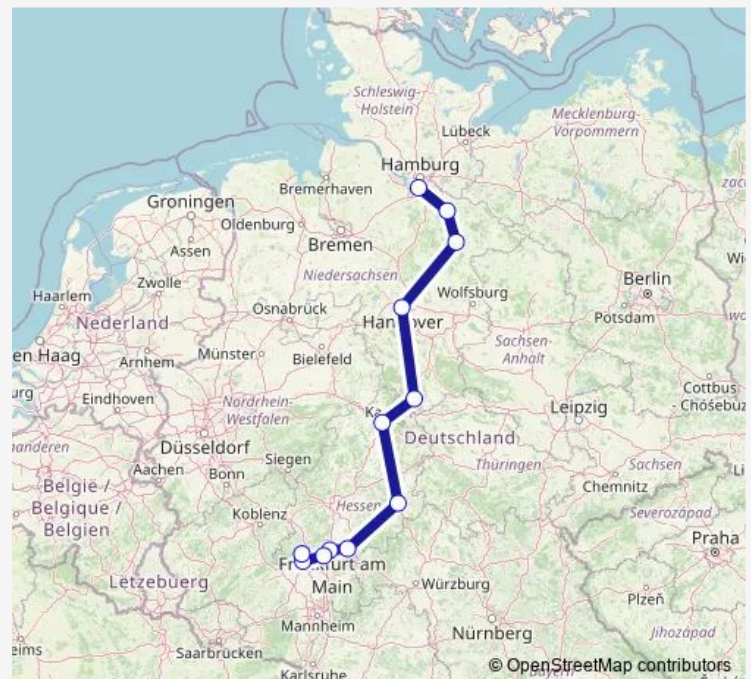 Schleswig-
Holstein
Mecklenburg-
Vorpommern
Lübeck
Hamburg
Bremerhaven
Groningen
Oldenburg
Assen
Bremen
Zwolle
Niedersachsen
Berlin
Haarlem
Wolfsburg
Potsdam
Nederland
Osnabrück
Hannover
en Haag
Arnhem
Münster
Bielefeld
Sachsen-
Anhalt
Cottbus
- Chóśebuz
Eindhoven
Nordrhein-
Westfalen
Leipzig
Düsseldorf
Deutschland
Aachen
Siegen
Bonn
Thüringen
Sachsen
België /
Belgique /
Belgien
Chemnitz
Koblenz
Hessen
Severozápad
Praha
Frankfurt am
Main
Lëtzebuerg
Würzburg
Plzeň
Mannheim
Nürnberg
Jihozápad
Saarbrücken
Karlsruhe
Bayern
© OpenStreetMap contributors